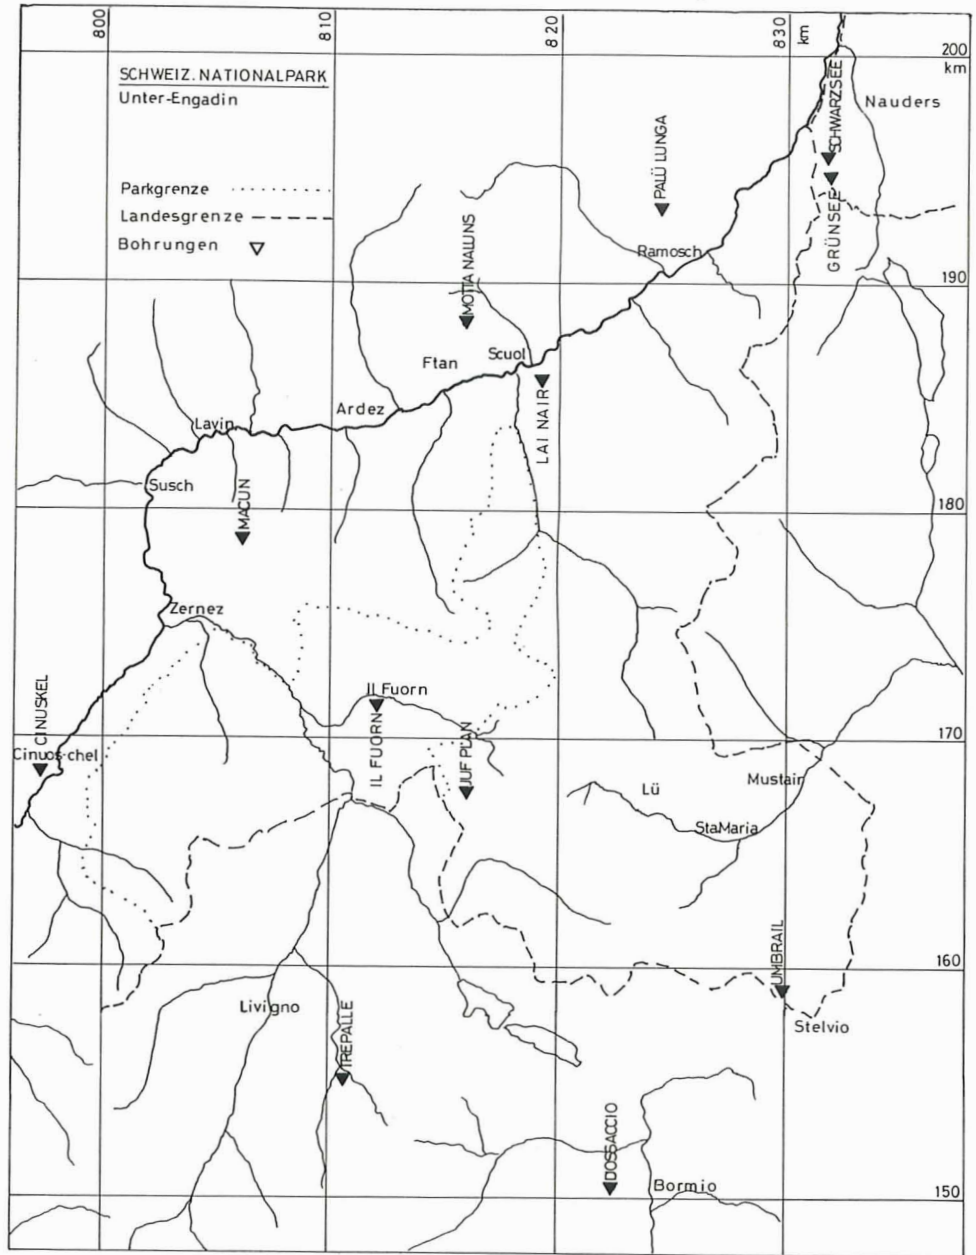 800
810
820
830
km
200
km
SCHWEIZ. NATIONALPARK
Unter-Engadin
Parkgrenze
Landesgrenze
Bohrungen
SCHWARZSEE
Nauders
PALÜ LUNGA
GRÜNSEE
Ramosch
MOTTA NALUNS
190
Ftan
Scuol
Ardez
LAI NAIR
Lavin
Susch
MACUN
180
Zernez
Il Fuorn
CINUSKEL
Cinuos-chel
IL FUORN
JUF PLAN
170
Mustair
Lü
Sta Maria
UMBRAIL
160
Livigno
Stelvio
TREPALLE
DOSSACCIO
Bormio
150